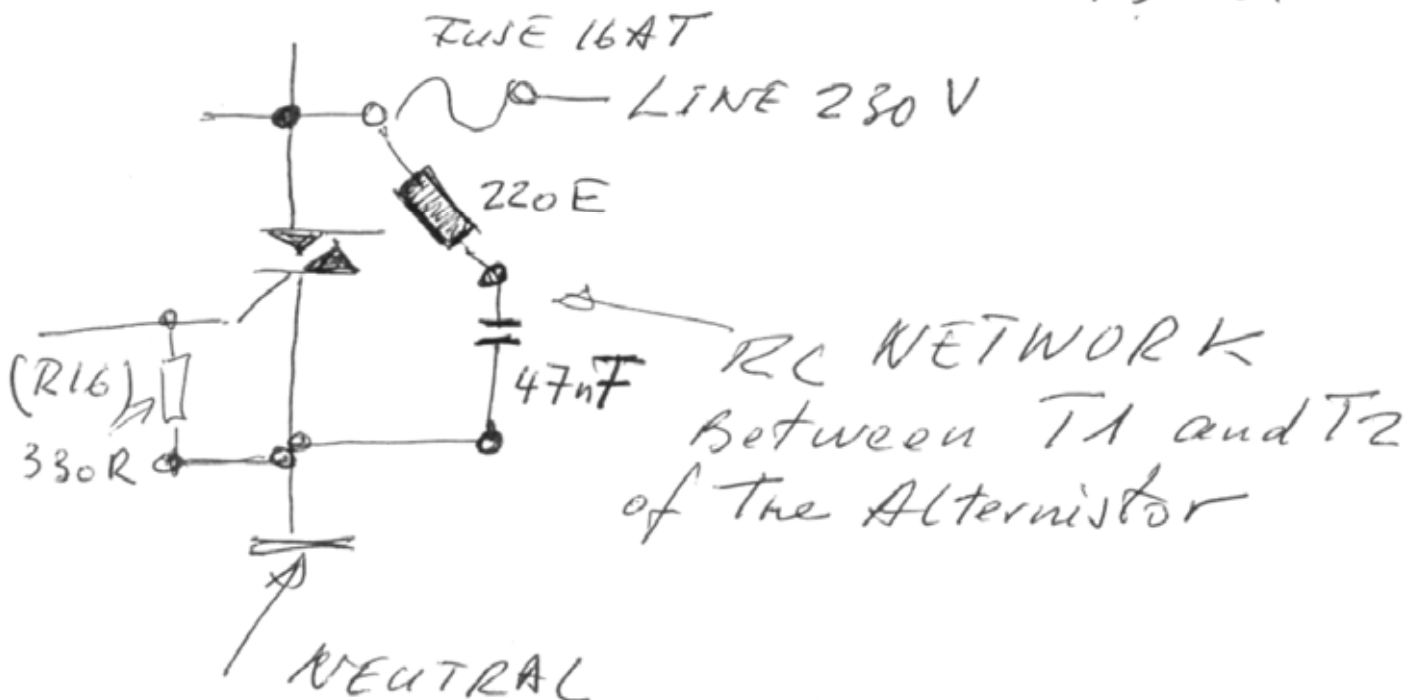 FUSE 16AT
LINE 230 V
220E
(R16)
330R
47nF
RC NETWORK
Between T1 and T2
of The Alternistor
NEUTRAL